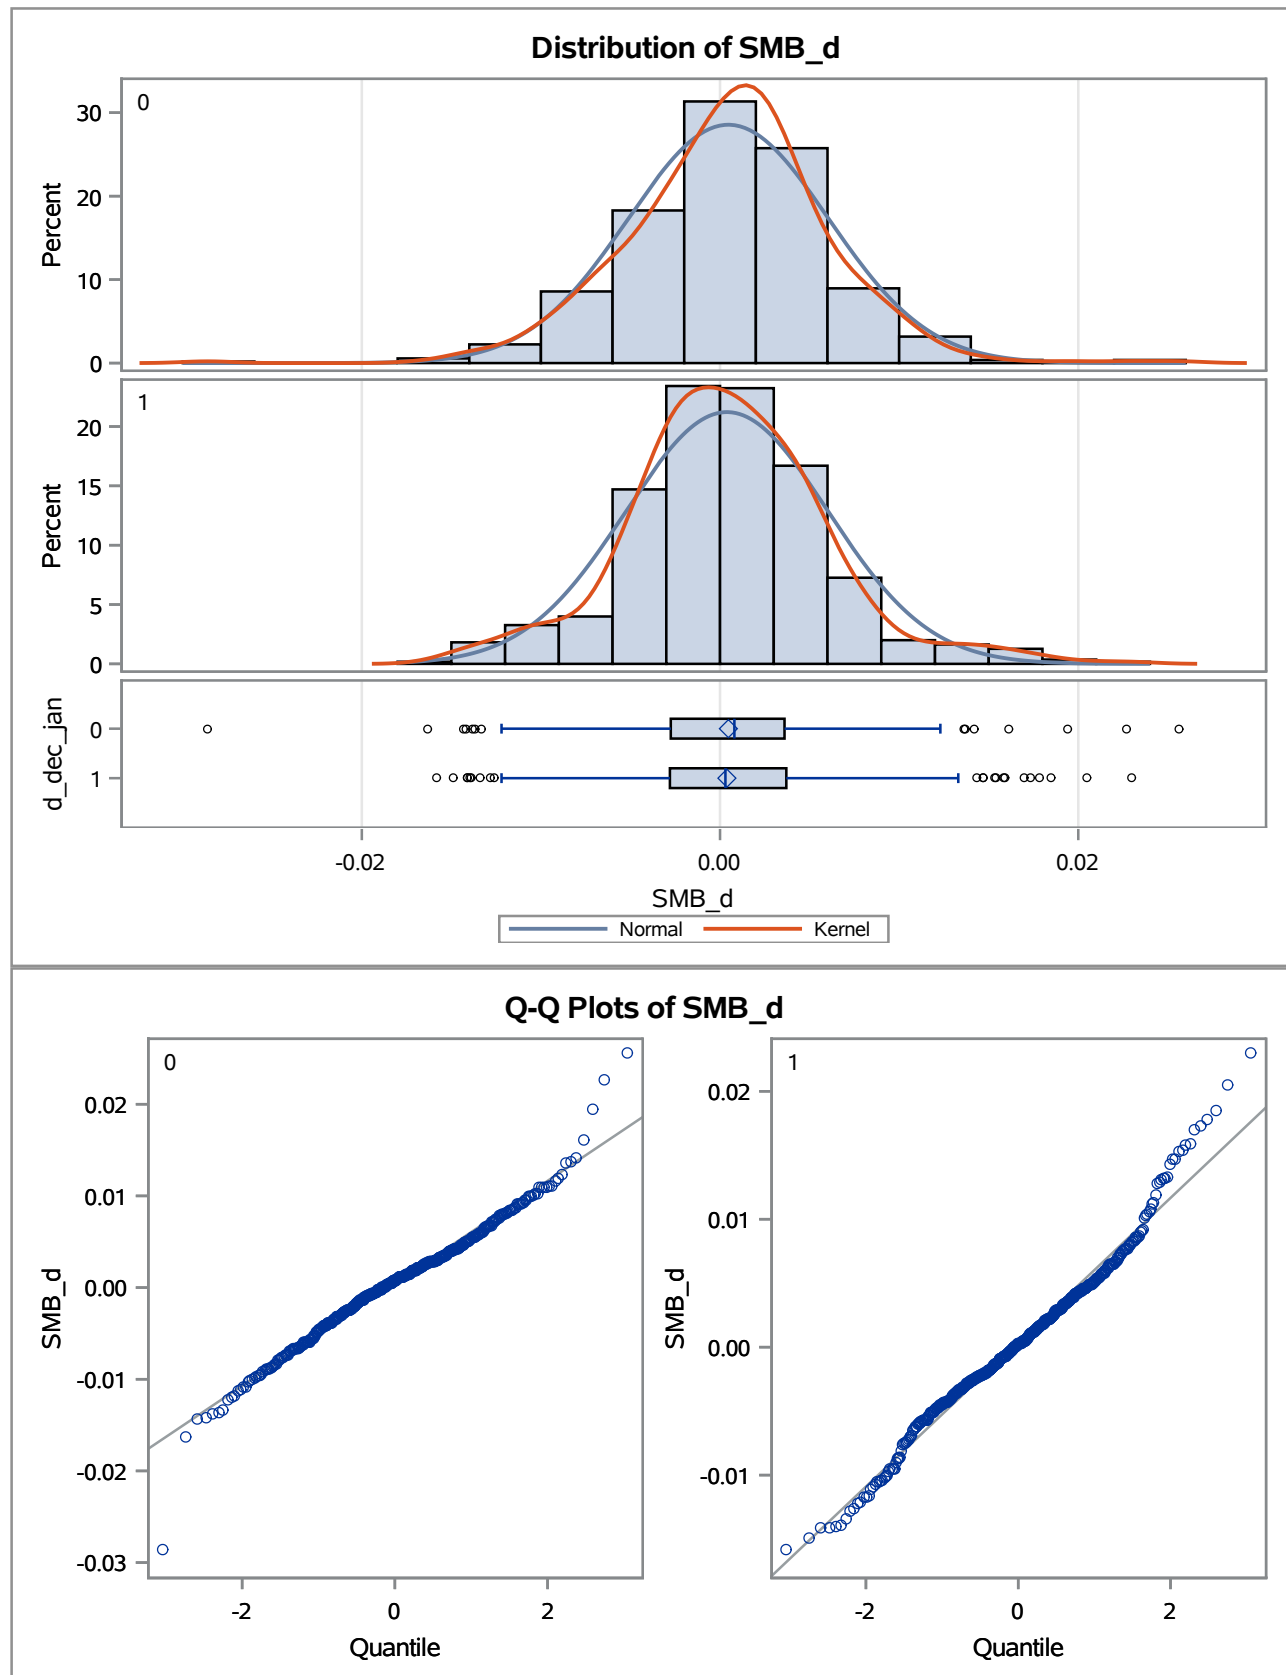 Distribution of SMB_d
0
30
20
10
0
Percent
1
20
15
10
5
0
Percent
0
1
d_dec_jan
-0.02 0.00 0.02
SMB_d
Normal Kernel
Q-Q Plots of SMB_d
0
0.02
0.01
0.00
-0.01
-0.02
-0.03
SMB_d
-2 0 2
Quantile
1
0.02
0.01
0.00
-0.01
SMB_d
-2 0 2
Quantile